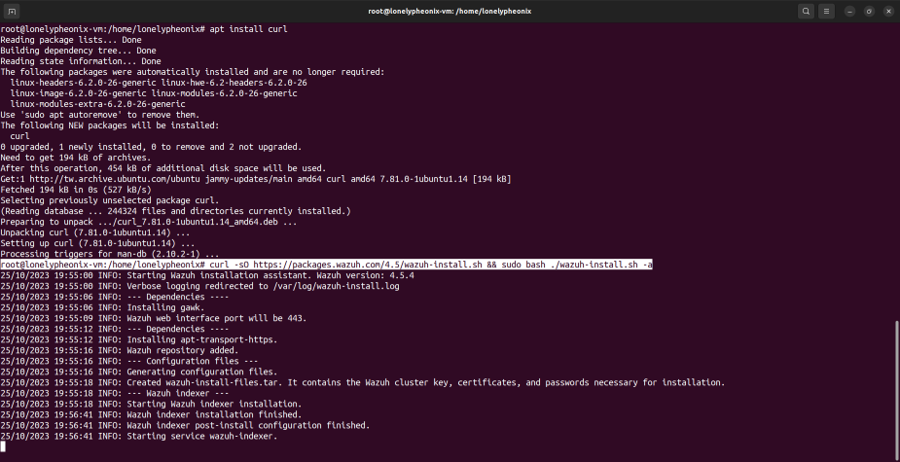 root@lonelypheonix-vm: /home/lonelypheonix
root@lonelypheonix-vm:/home/lonelypheonix# apt install curl
Reading package lists... Done
Building dependency tree... Done
Reading state information... Done
The following packages were automatically installed and are no longer required:
  linux-headers-6.2.0-26-generic linux-hwe-6.2-headers-6.2.0-26
  linux-image-6.2.0-26-generic linux-modules-6.2.0-26-generic
  linux-modules-extra-6.2.0-26-generic
Use 'sudo apt autoremove' to remove them.
The following NEW packages will be installed:
  curl
0 upgraded, 1 newly installed, 0 to remove and 2 not upgraded.
Need to get 194 kB of archives.
After this operation, 454 kB of additional disk space will be used.
Get:1 http://tw.archive.ubuntu.com/ubuntu jammy-updates/main amd64 curl amd64 7.81.0-1ubuntu1.14 [194 kB]
Fetched 194 kB in 0s (527 kB/s)
Selecting previously unselected package curl.
(Reading database ... 244324 files and directories currently installed.)
Preparing to unpack .../curl_7.81.0-1ubuntu1.14_amd64.deb ...
Unpacking curl (7.81.0-1ubuntu1.14) ...
Setting up curl (7.81.0-1ubuntu1.14) ...
Processing triggers for man-db (2.10.2-1) ...
root@lonelypheonix-vm:/home/lonelypheonix# curl -sO https://packages.wazuh.com/4.5/wazuh-install.sh && sudo bash ./wazuh-install.sh -a
25/10/2023 19:55:00 INFO: Starting Wazuh installation assistant. Wazuh version: 4.5.4
25/10/2023 19:55:00 INFO: Verbose logging redirected to /var/log/wazuh-install.log
25/10/2023 19:55:06 INFO: --- Dependencies ----
25/10/2023 19:55:06 INFO: Installing gawk.
25/10/2023 19:55:09 INFO: Wazuh web interface port will be 443.
25/10/2023 19:55:12 INFO: --- Dependencies ----
25/10/2023 19:55:12 INFO: Installing apt-transport-https.
25/10/2023 19:55:16 INFO: Wazuh repository added.
25/10/2023 19:55:16 INFO: --- Configuration files ---
25/10/2023 19:55:16 INFO: Generating configuration files.
25/10/2023 19:55:18 INFO: Created wazuh-install-files.tar. It contains the Wazuh cluster key, certificates, and passwords necessary for installation.
25/10/2023 19:55:18 INFO: --- Wazuh indexer ---
25/10/2023 19:55:18 INFO: Starting Wazuh indexer installation.
25/10/2023 19:56:41 INFO: Wazuh indexer installation finished.
25/10/2023 19:56:41 INFO: Wazuh indexer post-install configuration finished.
25/10/2023 19:56:41 INFO: Starting service wazuh-indexer.